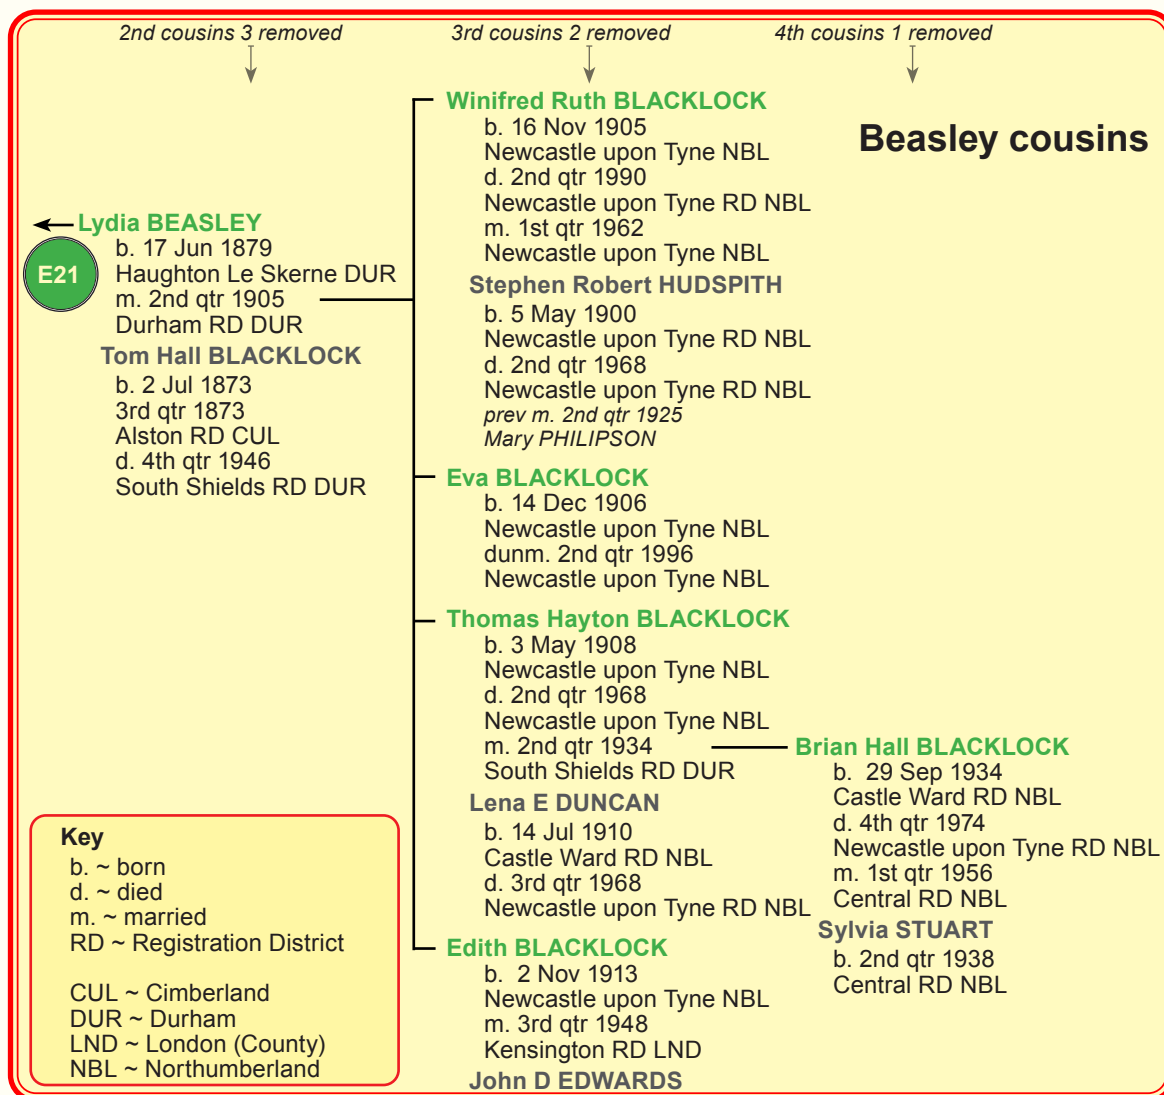 2nd cousins 3 removed
3rd cousins 2 removed
4th cousins 1 removed
Beasley cousins
Lydia BEASLEY
E21
b. 17 Jun 1879
Haughton Le Skerne DUR
m. 2nd qtr 1905
Durham RD DUR
Tom Hall BLACKLOCK
b. 2 Jul 1873
3rd qtr 1873
Alston RD CUL
d. 4th qtr 1946
South Shields RD DUR
Winifred Ruth BLACKLOCK
b. 16 Nov 1905
Newcastle upon Tyne NBL
d. 2nd qtr 1990
Newcastle upon Tyne RD NBL
m. 1st qtr 1962
Newcastle upon Tyne NBL
Stephen Robert HUDSPITH
b. 5 May 1900
Newcastle upon Tyne RD NBL
d. 2nd qtr 1968
Newcastle upon Tyne RD NBL
prev m. 2nd qtr 1925
Mary PHILIPSON
Eva BLACKLOCK
b. 14 Dec 1906
Newcastle upon Tyne NBL
dunm. 2nd qtr 1996
Newcastle upon Tyne NBL
Thomas Hayton BLACKLOCK
b. 3 May 1908
Newcastle upon Tyne NBL
d. 2nd qtr 1968
Newcastle upon Tyne NBL
m. 2nd qtr 1934
South Shields RD DUR
Lena E DUNCAN
b. 14 Jul 1910
Castle Ward RD NBL
d. 3rd qtr 1968
Newcastle upon Tyne RD NBL
Edith BLACKLOCK
b. 2 Nov 1913
Newcastle upon Tyne NBL
m. 3rd qtr 1948
Kensington RD LND
John D EDWARDS
Brian Hall BLACKLOCK
b. 29 Sep 1934
Castle Ward RD NBL
d. 4th qtr 1974
Newcastle upon Tyne RD NBL
m. 1st qtr 1956
Central RD NBL
Sylvia STUART
b. 2nd qtr 1938
Central RD NBL
Key
b. ~ born
d. ~ died
m. ~ married
RD ~ Registration District
CUL ~ Cimberland
DUR ~ Durham
LND ~ London (County)
NBL ~ Northumberland